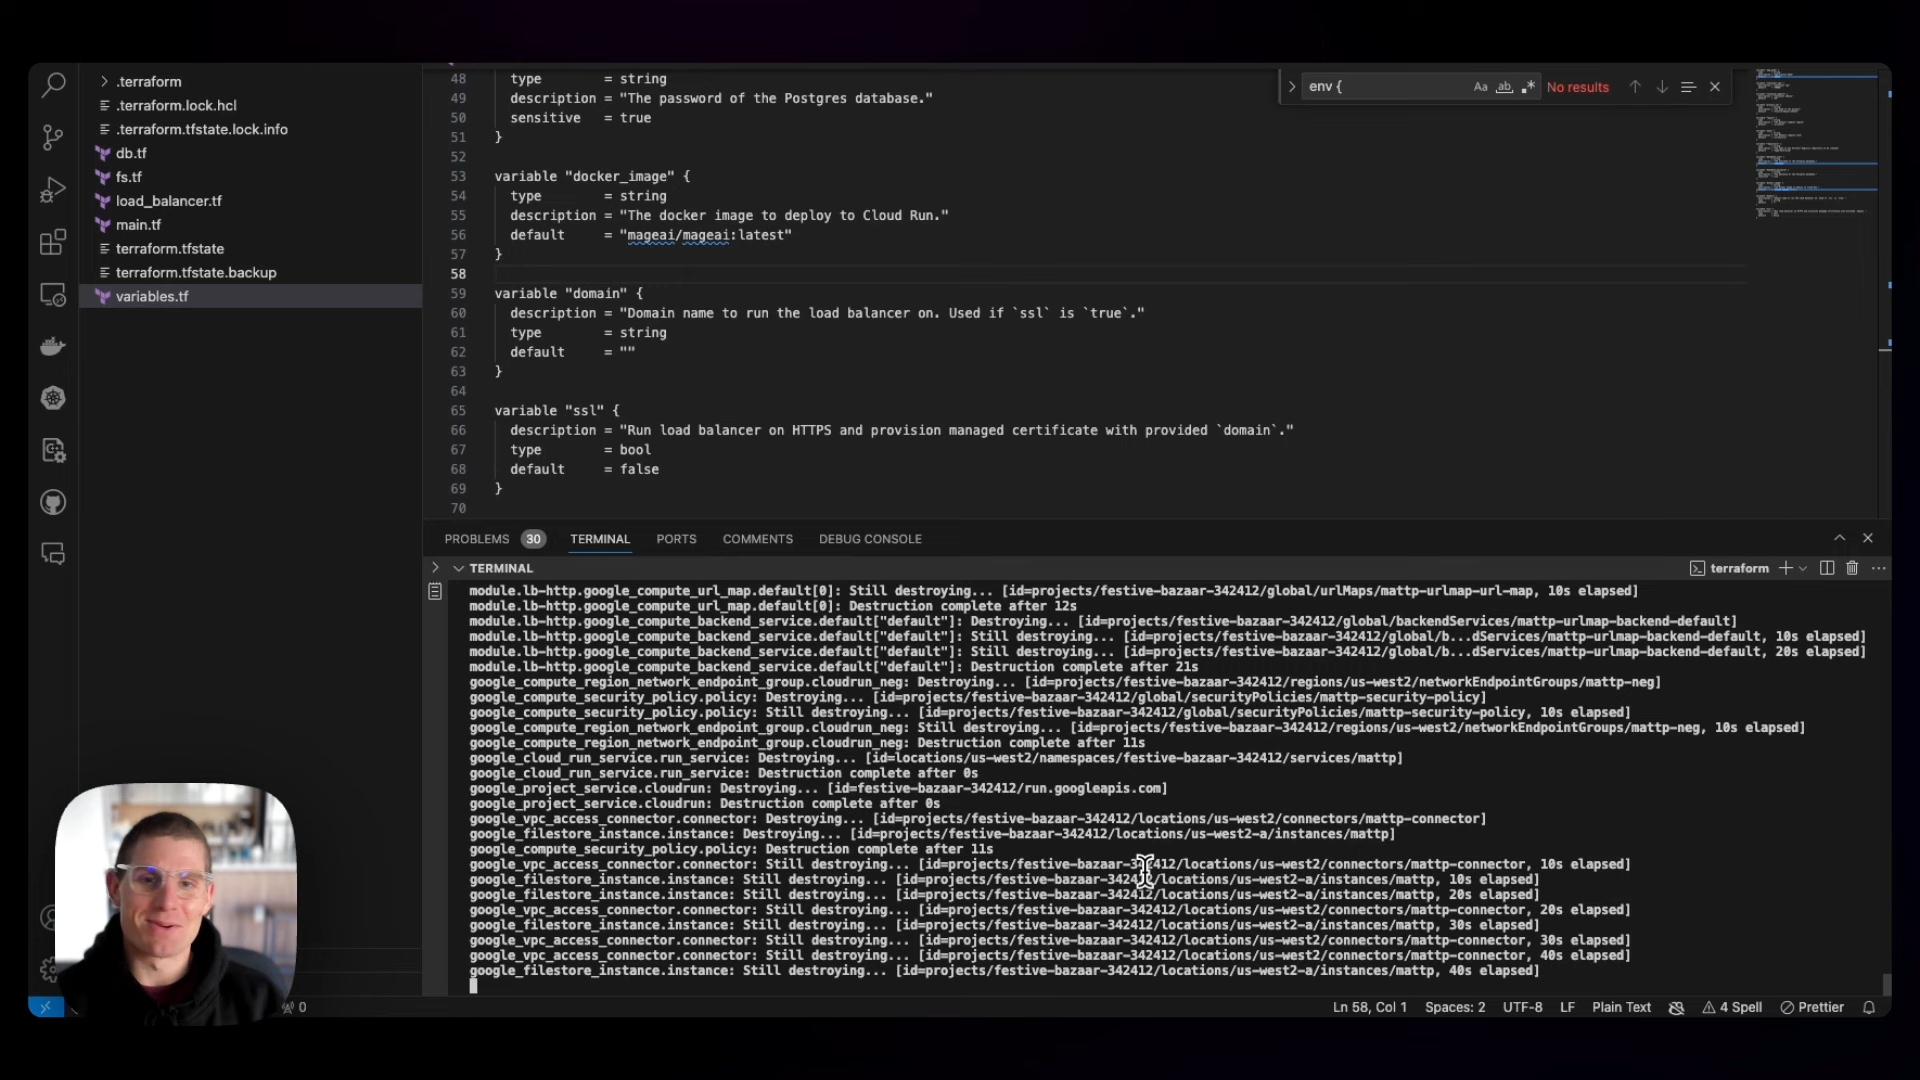 .terraform
.terraform.lock.hcl
.terraform.tfstate.lock.info
db.tf
fs.tf
load_balancer.tf
main.tf
terraform.tfstate
terraform.tfstate.backup
variables.tf
48 type = string
49 description = "The password of the Postgres database."
50 sensitive = true
51 }
52
53 variable "docker_image" {
54 type = string
55 description = "The docker image to deploy to Cloud Run."
56 default = "mageai/mageai:latest"
57 }
58
59 variable "domain" {
60 description = "Domain name to run the load balancer on. Used if `ssl` is `true`."
61 type = string
62 default = ""
63 }
64
65 variable "ssl" {
66 description = "Run load balancer on HTTPS and provision managed certificate with provided `domain`."
67 type = bool
68 default = false
69 }
70
env { Aa ab .* No results
PROBLEMS 30 TERMINAL PORTS COMMENTS DEBUG CONSOLE
TERMINAL terraform
module.lb-http.google_compute_url_map.default[0]: Still destroying... [id=projects/festive-bazaar-342412/global/urlMaps/mattp-urlmap-url-map, 10s elapsed]
module.lb-http.google_compute_url_map.default[0]: Destruction complete after 12s
module.lb-http.google_compute_backend_service.default["default"]: Destroying... [id=projects/festive-bazaar-342412/global/backendServices/mattp-urlmap-backend-default]
module.lb-http.google_compute_backend_service.default["default"]: Still destroying... [id=projects/festive-bazaar-342412/global/b...dServices/mattp-urlmap-backend-default, 10s elapsed]
module.lb-http.google_compute_backend_service.default["default"]: Still destroying... [id=projects/festive-bazaar-342412/global/b...dServices/mattp-urlmap-backend-default, 20s elapsed]
module.lb-http.google_compute_backend_service.default["default"]: Destruction complete after 21s
google_compute_region_network_endpoint_group.cloudrun_neg: Destroying... [id=projects/festive-bazaar-342412/regions/us-west2/networkEndpointGroups/mattp-neg]
google_compute_security_policy.policy: Destroying... [id=projects/festive-bazaar-342412/global/securityPolicies/mattp-security-policy]
google_compute_security_policy.policy: Still destroying... [id=projects/festive-bazaar-342412/global/securityPolicies/mattp-security-policy, 10s elapsed]
google_compute_region_network_endpoint_group.cloudrun_neg: Still destroying... [id=projects/festive-bazaar-342412/regions/us-west2/networkEndpointGroups/mattp-neg, 10s elapsed]
google_compute_region_network_endpoint_group.cloudrun_neg: Destruction complete after 11s
google_cloud_run_service.run_service: Destroying... [id=locations/us-west2/namespaces/festive-bazaar-342412/services/mattp]
google_cloud_run_service.run_service: Destruction complete after 0s
google_project_service.cloudrun: Destroying... [id=festive-bazaar-342412/run.googleapis.com]
google_project_service.cloudrun: Destruction complete after 0s
google_vpc_access_connector.connector: Destroying... [id=projects/festive-bazaar-342412/locations/us-west2/connectors/mattp-connector]
google_filestore_instance.instance: Destroying... [id=projects/festive-bazaar-342412/locations/us-west2-a/instances/mattp]
google_compute_security_policy.policy: Destruction complete after 11s
google_vpc_access_connector.connector: Still destroying... [id=projects/festive-bazaar-342412/locations/us-west2/connectors/mattp-connector, 10s elapsed]
google_filestore_instance.instance: Still destroying... [id=projects/festive-bazaar-342412/locations/us-west2-a/instances/mattp, 10s elapsed]
google_filestore_instance.instance: Still destroying... [id=projects/festive-bazaar-342412/locations/us-west2-a/instances/mattp, 20s elapsed]
google_vpc_access_connector.connector: Still destroying... [id=projects/festive-bazaar-342412/locations/us-west2/connectors/mattp-connector, 20s elapsed]
google_filestore_instance.instance: Still destroying... [id=projects/festive-bazaar-342412/locations/us-west2-a/instances/mattp, 30s elapsed]
google_vpc_access_connector.connector: Still destroying... [id=projects/festive-bazaar-342412/locations/us-west2/connectors/mattp-connector, 30s elapsed]
google_vpc_access_connector.connector: Still destroying... [id=projects/festive-bazaar-342412/locations/us-west2/connectors/mattp-connector, 40s elapsed]
google_filestore_instance.instance: Still destroying... [id=projects/festive-bazaar-342412/locations/us-west2-a/instances/mattp, 40s elapsed]
0 Ln 58, Col 1 Spaces: 2 UTF-8 LF Plain Text 4 Spell Prettier